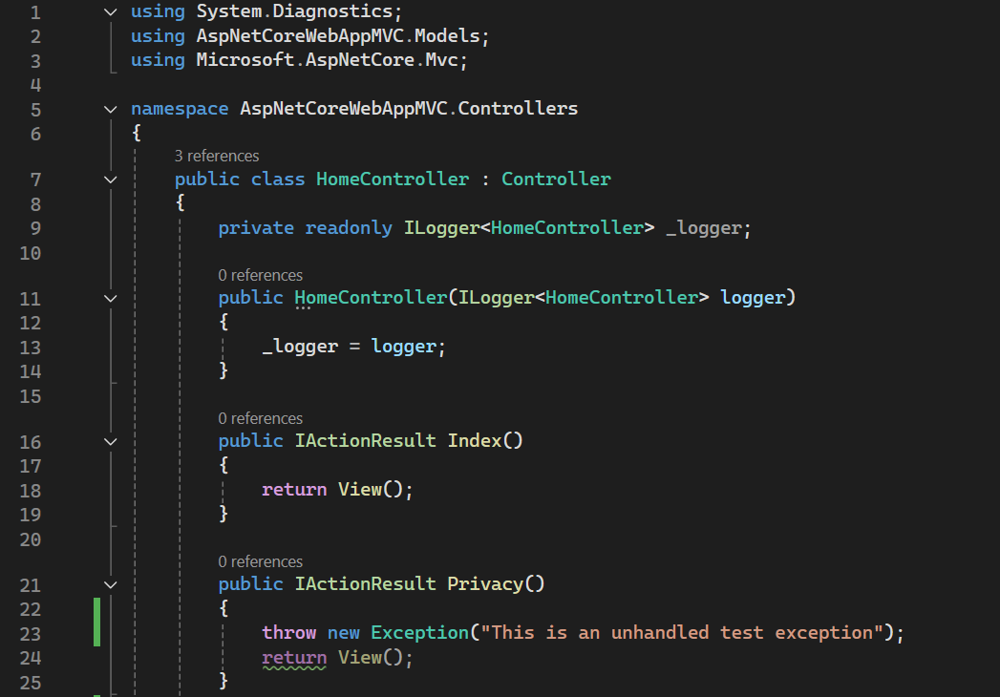 1 using System.Diagnostics;
2 using AspNetCoreWebAppMVC.Models;
3 using Microsoft.AspNetCore.Mvc;
4
5 namespace AspNetCoreWebAppMVC.Controllers
6 {
3 references
7 public class HomeController : Controller
8 {
9 private readonly ILogger<HomeController> _logger;
10
0 references
11 public HomeController(ILogger<HomeController> logger)
12 {
13 _logger = logger;
14 }
15
0 references
16 public IActionResult Index()
17 {
18 return View();
19 }
20
0 references
21 public IActionResult Privacy()
22 {
23 throw new Exception("This is an unhandled test exception");
24 return View();
25 }